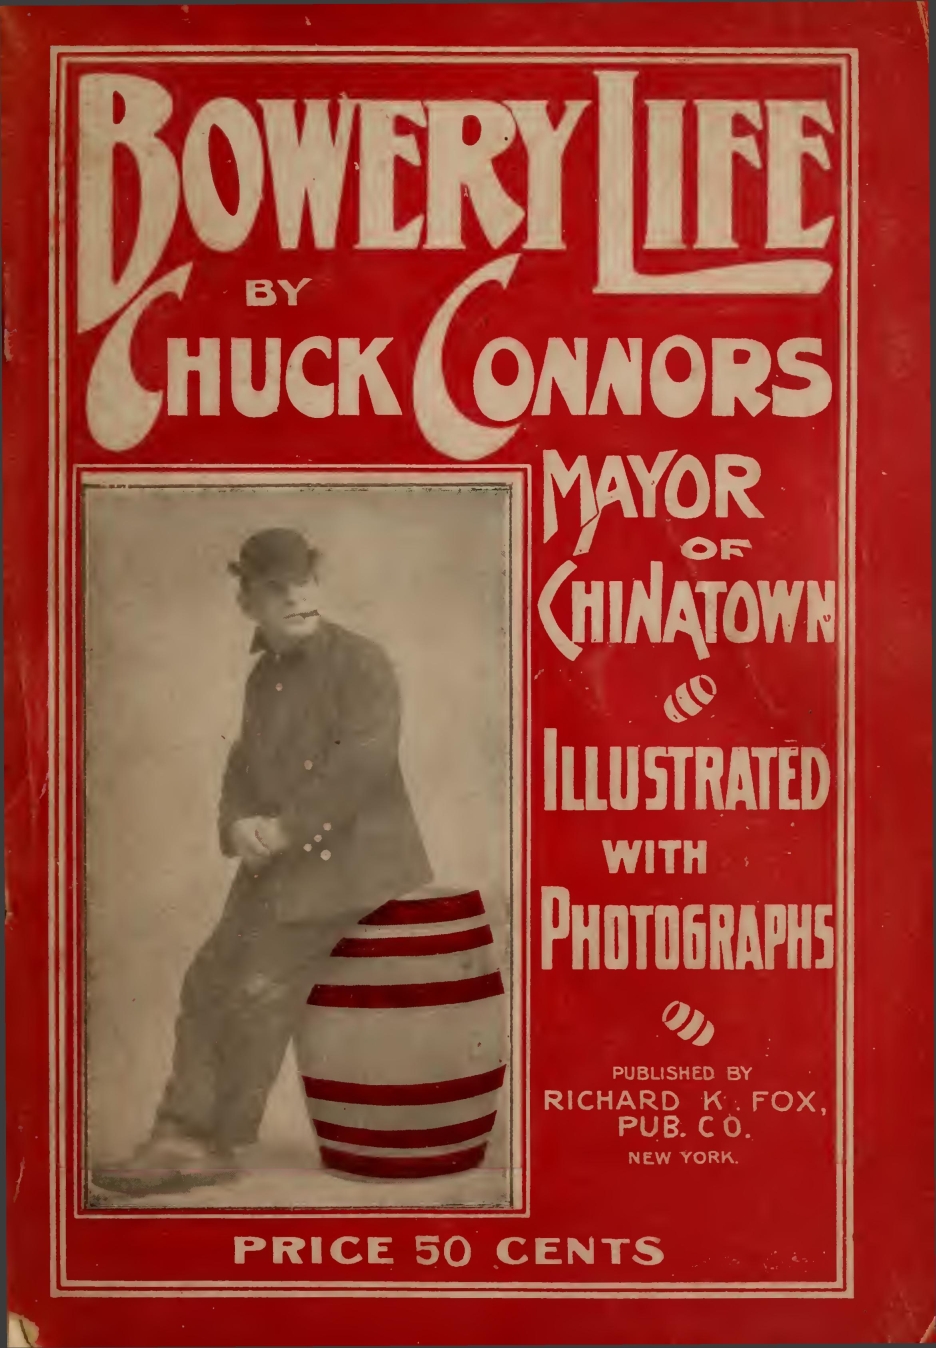 BOWERY LIFE
BY
CHUCK CONNORS
MAYOR
OF
CHINATOWN
ILLUSTRATED
WITH
PHOTOGRAPHS
PUBLISHED BY
RICHARD K. FOX,
PUB. CO.
NEW YORK.
PRICE 50 CENTS